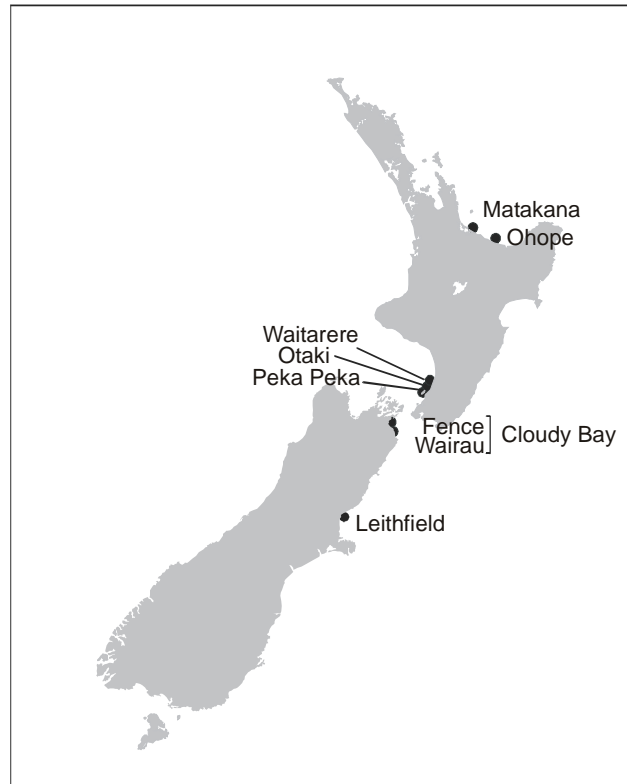 Matakana
Ohope
Waitarere
Otaki
Peka Peka
Fence
Wairau
Cloudy Bay
Leithfield